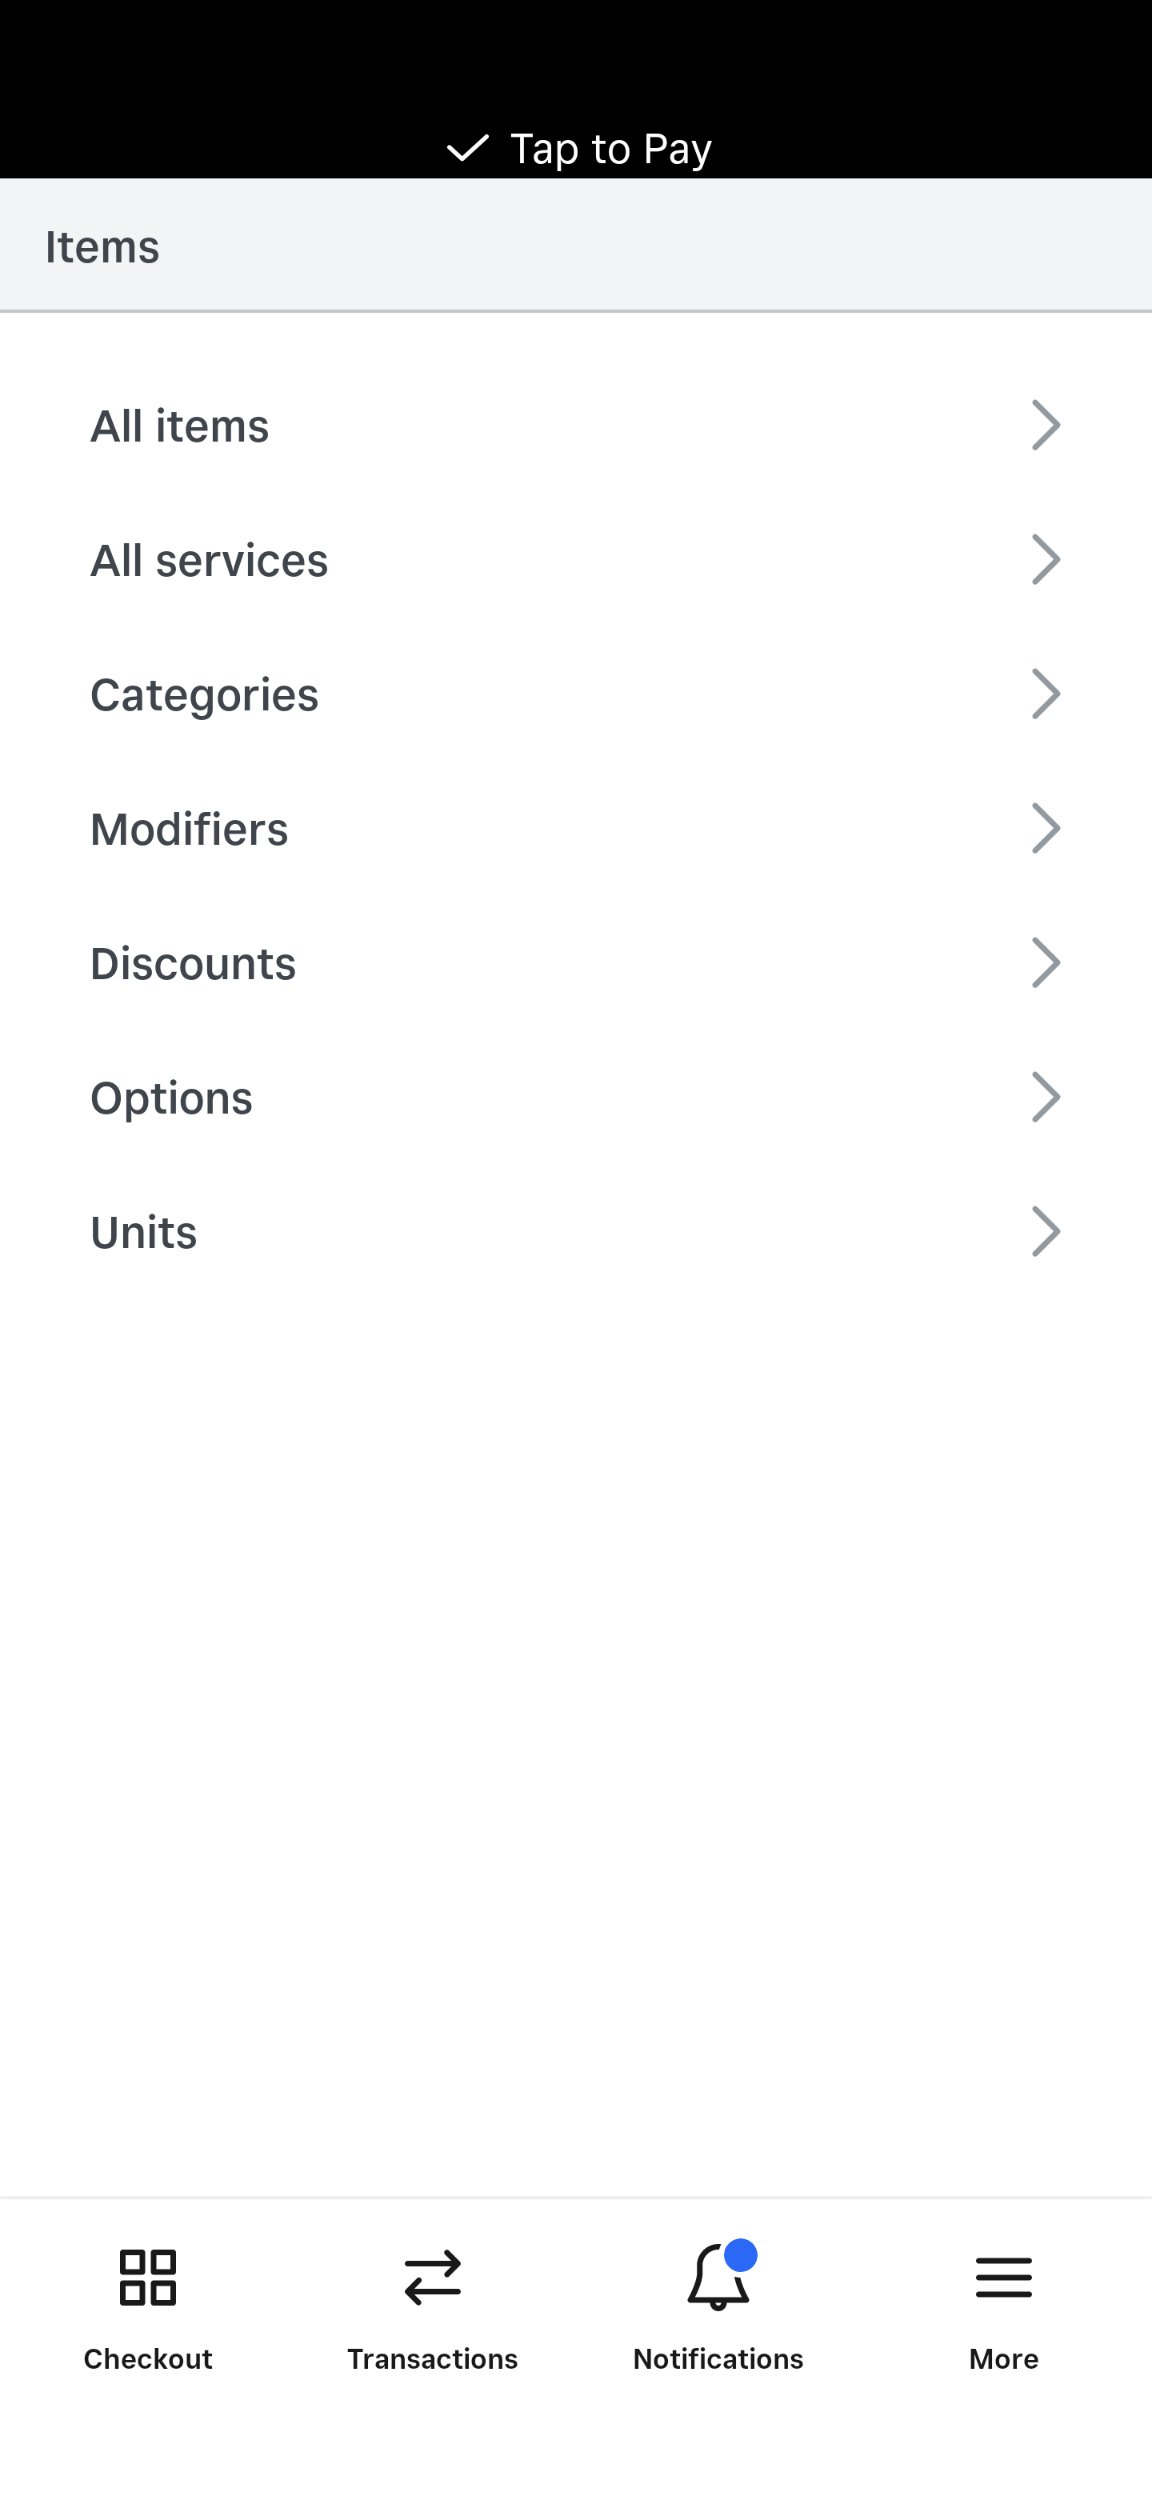 Tap to Pay
Items
All items
All services
Categories
Modifiers
Discounts
Options
Units
Checkout
Transactions
Notifications
More